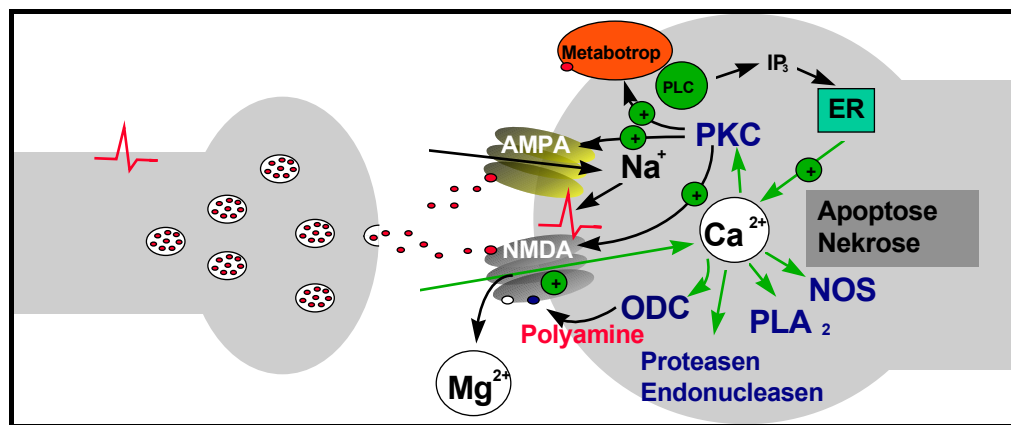 Metabotrop
PLC
IP₃
ER
+
+
PKC
AMPA
Na⁺
+
+
Ca²⁺
Apoptose
Nekrose
NMDA
+
NOS
ODC
PLA₂
Polyamine
Mg²⁺
Proteasen
Endonucleasen